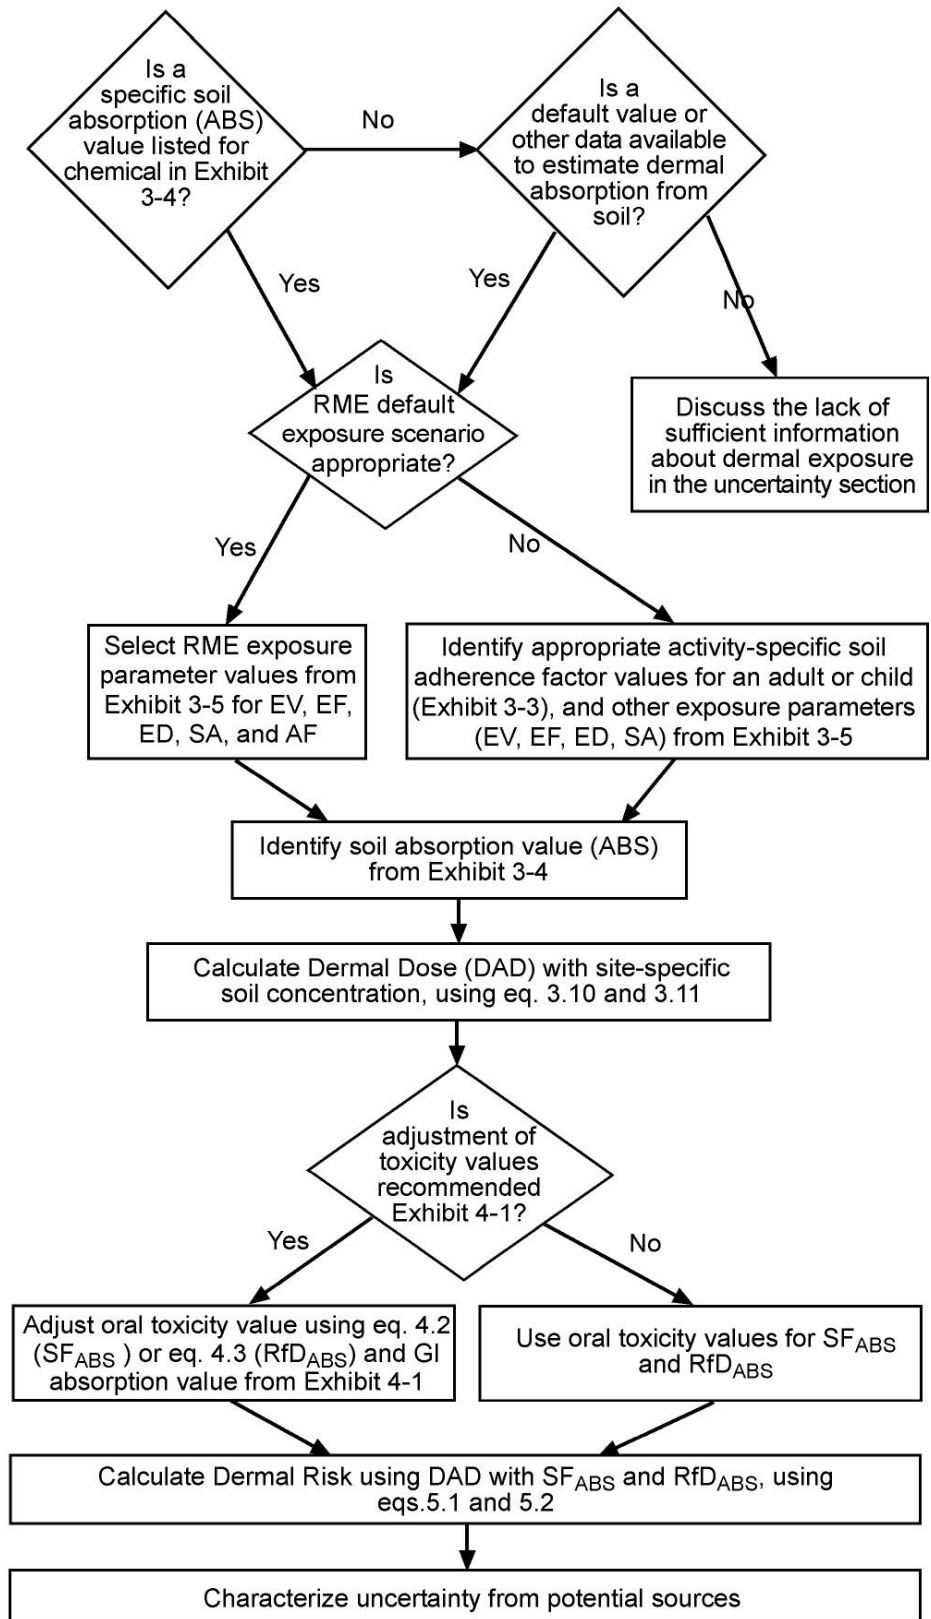 Is a
specific soil
absorption (ABS)
value listed for
chemical in Exhibit
3-4?
No
Is a
default value or
other data available
to estimate dermal
absorption from
soil?
Yes
Yes
No
Is
RME default
exposure scenario
appropriate?
Discuss the lack of
sufficient information
about dermal exposure
in the uncertainty section
Yes
No
Select RME exposure
parameter values from
Exhibit 3-5 for EV, EF,
ED, SA, and AF
Identify appropriate activity-specific soil
adherence factor values for an adult or child
(Exhibit 3-3), and other exposure parameters
(EV, EF, ED, SA) from Exhibit 3-5
Identify soil absorption value (ABS)
from Exhibit 3-4
Calculate Dermal Dose (DAD) with site-specific
soil concentration, using eq. 3.10 and 3.11
Is
adjustment of
toxicity values
recommended
Exhibit 4-1?
Yes
No
Adjust oral toxicity value using eq. 4.2
(SFABS ) or eq. 4.3 (RfDABS) and GI
absorption value from Exhibit 4-1
Use oral toxicity values for SFABS
and RfDABS
Calculate Dermal Risk using DAD with SFABS and RfDABS, using
eqs.5.1 and 5.2
Characterize uncertainty from potential sources